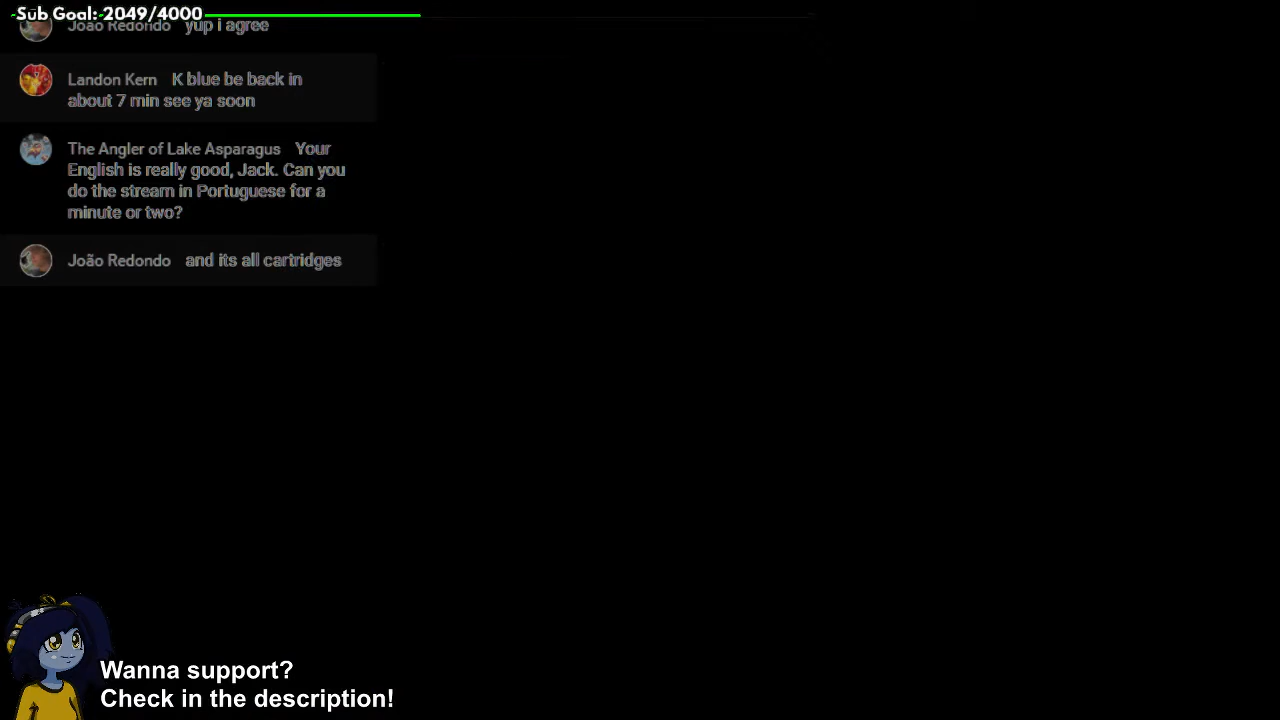 Sub Goal: 2049/4000
João Redondo yup i agree
Landon Kern K blue be back in
about 7 min see ya soon
The Angler of Lake Asparagus Your
English is really good, Jack. Can you
do the stream in Portuguese for a
minute or two?
João Redondo and its all cartridges
Wanna support?
Check in the description!